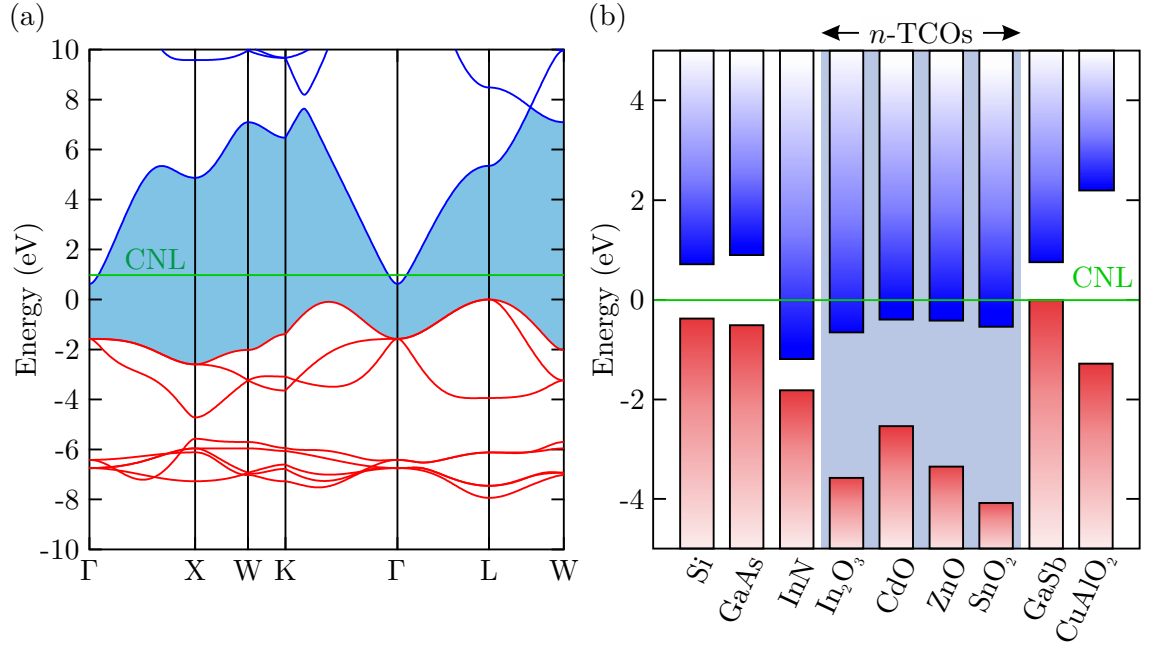 (a)
(b)
n-TCOs
10
8
6
4
2
0
-2
-4
-6
-8
-10
Energy (eV)
CNL
Γ X W K Γ L W
4
2
0
-2
-4
Energy (eV)
CNL
Si
GaAs
InN
In₂O₃
CdO
ZnO
SnO₂
GaSb
CuAlO₂